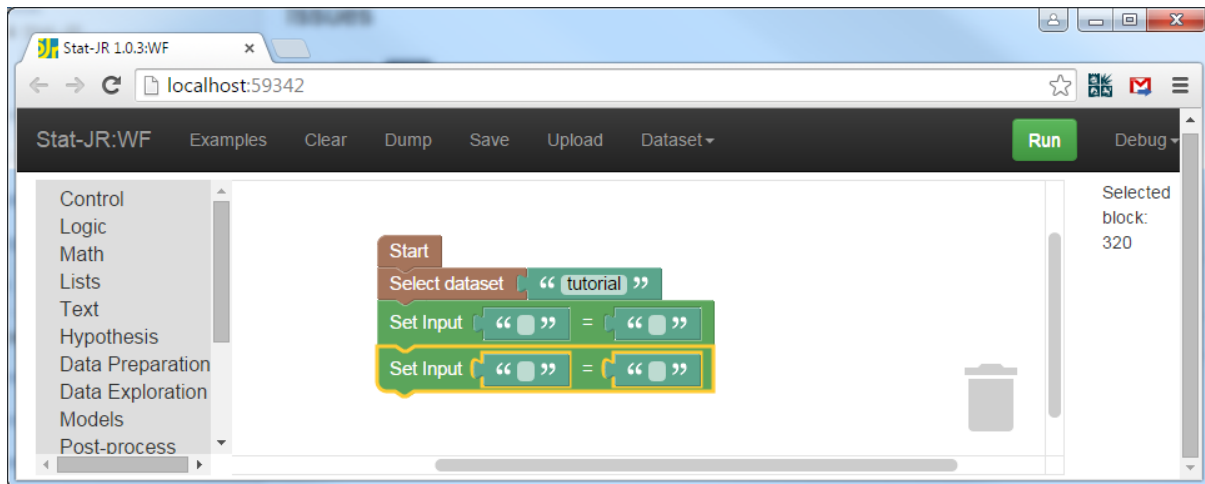 issues
Stat-JR 1.0.3:WF
localhost:59342
Stat-JR:WF Examples Clear Dump Save Upload Dataset Run Debug
Control
Logic
Math
Lists
Text
Hypothesis
Data Preparation
Data Exploration
Models
Post-process
Start
Select dataset “ tutorial ”
Set Input “ ” = “ ”
Set Input “ ” = “ ”
Selected
block:
320